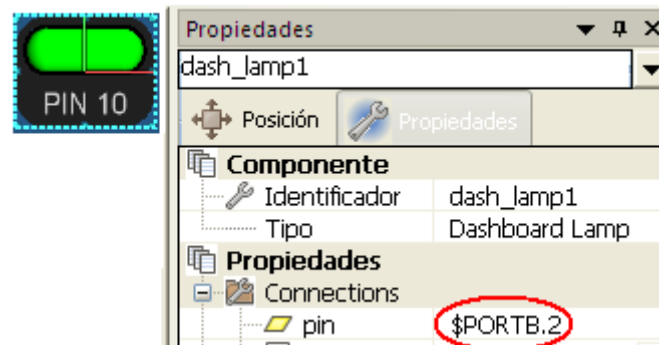 PIN 10
Propiedades
dash_lamp1
Posición
Propiedades
Componente
Identificador dash_lamp1
Tipo Dashboard Lamp
Propiedades
Connections
pin $PORTB.2